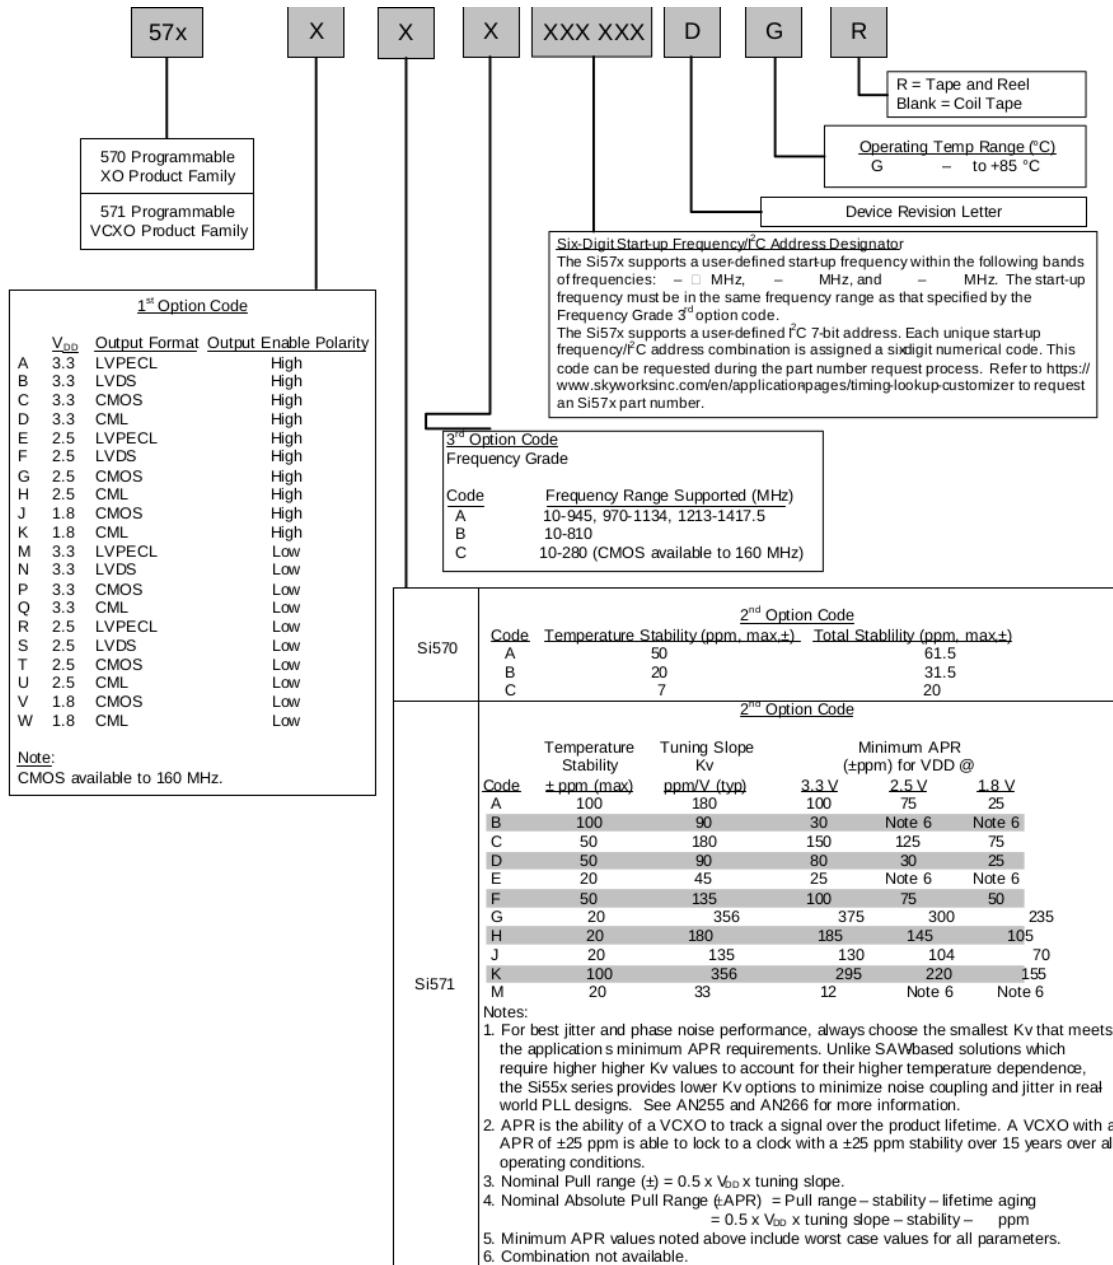 57x X X X XXX XXX D G R
R = Tape and Reel
Blank = Coil Tape
Operating Temp Range (°C)
G – to +85 °C
Device Revision Letter
570 Programmable
XO Product Family
571 Programmable
VCXO Product Family
Six-Digit Start-up Frequency/I²C Address Designator
The Si57x supports a user-defined start-up frequency within the following bands
of frequencies: – □ MHz, – MHz, and – MHz. The start-up
frequency must be in the same frequency range as that specified by the
Frequency Grade 3rd option code.
The Si57x supports a user-defined I²C 7-bit address. Each unique start-up
frequency/I²C address combination is assigned a sixdigit numerical code. This
code can be requested during the part number request process. Refer to https://
www.skyworksinc.com/en/applicationpages/timing-lookup-customizer to request
an Si57x part number.
1st Option Code
VDD Output Format Output Enable Polarity
A 3.3 LVPECL High
B 3.3 LVDS High
C 3.3 CMOS High
D 3.3 CML High
E 2.5 LVPECL High
F 2.5 LVDS High
G 2.5 CMOS High
H 2.5 CML High
J 1.8 CMOS High
K 1.8 CML High
M 3.3 LVPECL Low
N 3.3 LVDS Low
P 3.3 CMOS Low
Q 3.3 CML Low
R 2.5 LVPECL Low
S 2.5 LVDS Low
T 2.5 CMOS Low
U 2.5 CML Low
V 1.8 CMOS Low
W 1.8 CML Low
Note:
CMOS available to 160 MHz.
3rd Option Code
Frequency Grade
Code Frequency Range Supported (MHz)
A 10-945, 970-1134, 1213-1417.5
B 10-810
C 10-280 (CMOS available to 160 MHz)
Si570
2nd Option Code
Code Temperature Stability (ppm, max,±) Total Stablility (ppm, max,±)
A 50 61.5
B 20 31.5
C 7 20
Si571
2nd Option Code
Temperature Tuning Slope Minimum APR
Stability Kv (±ppm) for VDD @
Code ± ppm (max) ppm/V (typ) 3.3 V 2.5 V 1.8 V
A 100 180 100 75 25
B 100 90 30 Note 6 Note 6
C 50 180 150 125 75
D 50 90 80 30 25
E 20 45 25 Note 6 Note 6
F 50 135 100 75 50
G 20 356 375 300 235
H 20 180 185 145 105
J 20 135 130 104 70
K 100 356 295 220 155
M 20 33 12 Note 6 Note 6
Notes:
1. For best jitter and phase noise performance, always choose the smallest Kv that meets
the application s minimum APR requirements. Unlike SAWbased solutions which
require higher higher Kv values to account for their higher temperature dependence,
the Si55x series provides lower Kv options to minimize noise coupling and jitter in real-
world PLL designs. See AN255 and AN266 for more information.
2. APR is the ability of a VCXO to track a signal over the product lifetime. A VCXO with a
APR of ±25 ppm is able to lock to a clock with a ±25 ppm stability over 15 years over al
operating conditions.
3. Nominal Pull range (±) = 0.5 x VDD x tuning slope.
4. Nominal Absolute Pull Range (±APR) = Pull range – stability – lifetime aging
= 0.5 x VDD x tuning slope – stability – ppm
5. Minimum APR values noted above include worst case values for all parameters.
6. Combination not available.